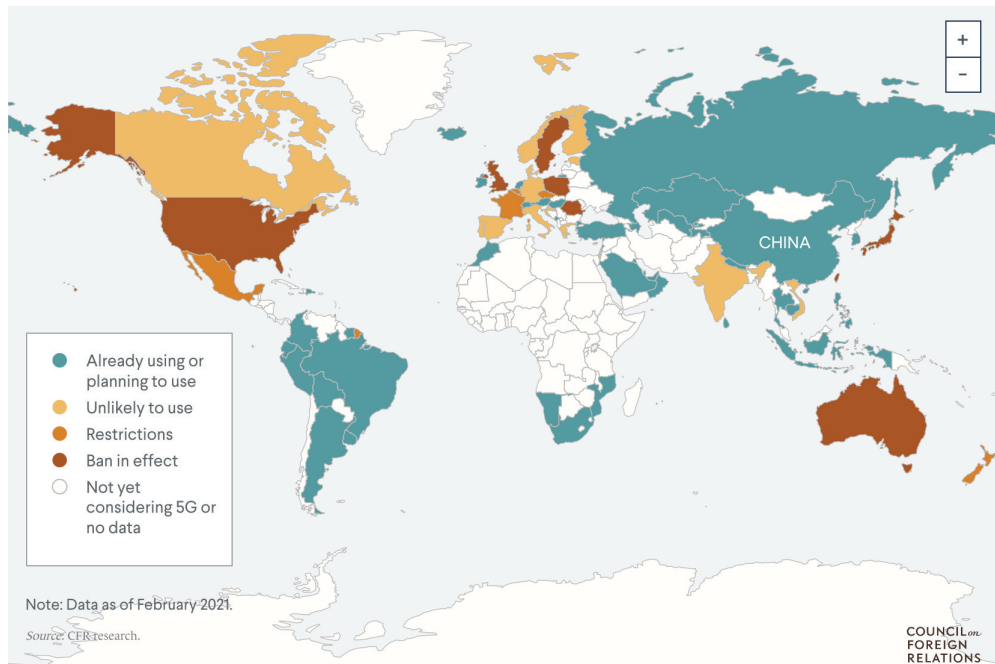 +
−
CHINA
Already using or
planning to use
Unlikely to use
Restrictions
Ban in effect
Not yet
considering 5G or
no data
Note: Data as of February 2021.
Source: CFR research.
COUNCIL on
FOREIGN
RELATIONS